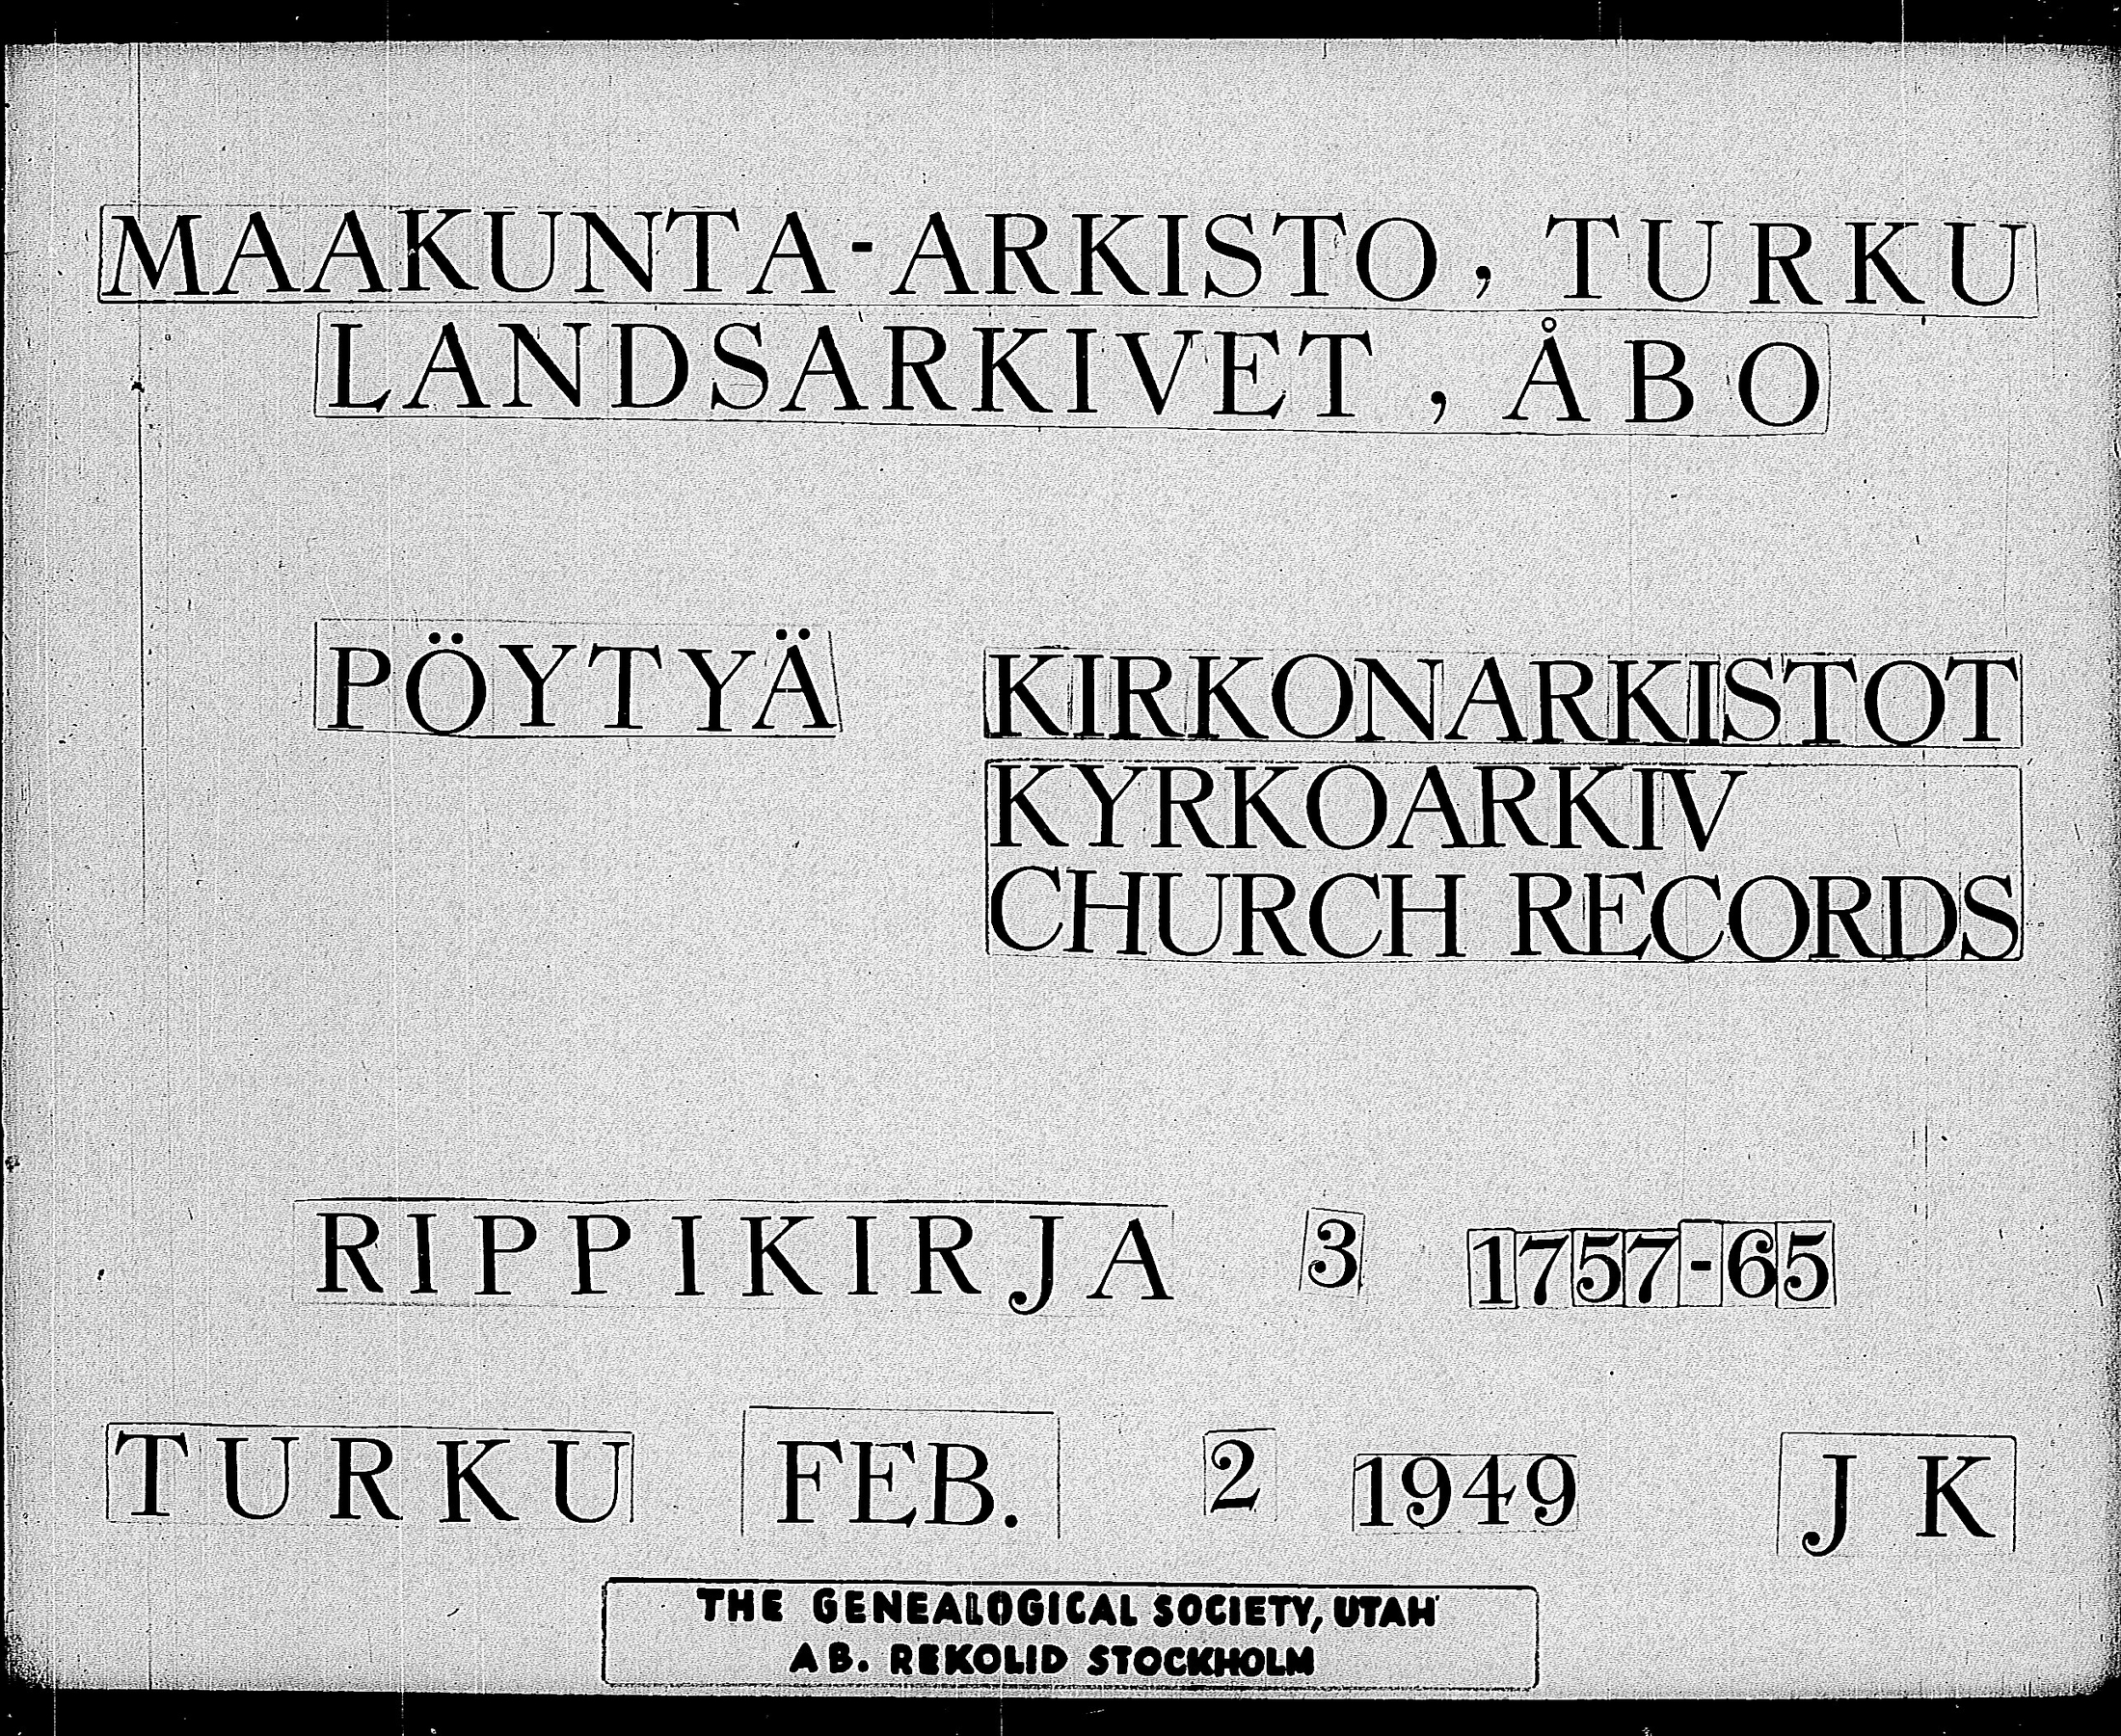 MAAKUNTA-ARKISTO, TURKU
LANDSARKIVET, ÅBO
PÖYTYÄ KIRKONARKISTOT
KYRKOARKIV
CHURCH RECORDS
RIPPIKIRJA 3 1757-65
TURKU FEB. 2 1949 J K
THE GENEALOGICAL SOCIETY, UTAH
AB. REKOLID STOCKHOLM